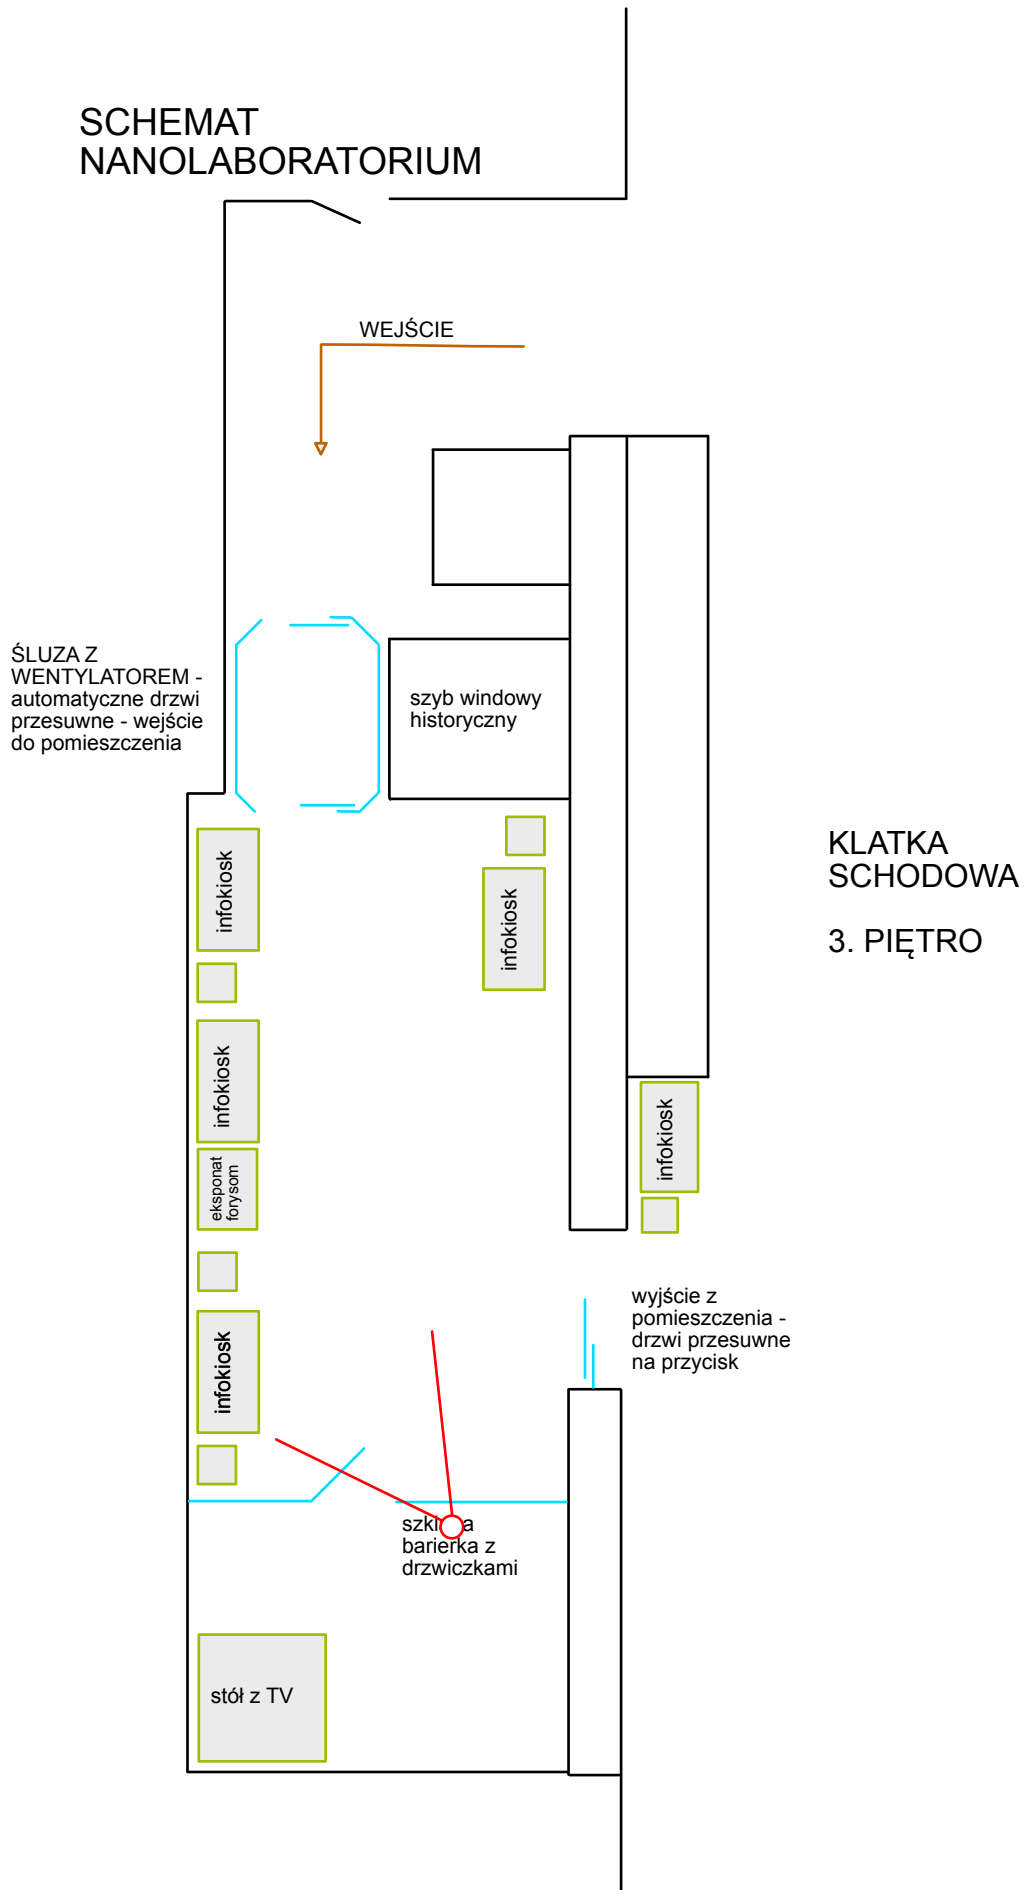 SCHEMAT
NANOLABORATORIUM
WEJŚCIE
ŚLUZA Z
WENTYLATOREM -
automatyczne drzwi
przesuwne - wejście
do pomieszczenia
szyb windowy
historyczny
KLATKA
SCHODOWA
3. PIĘTRO
infokiosk
infokiosk
infokiosk
eksponat
forysom
infokiosk
infokiosk
wyjście z
pomieszczenia -
drzwi przesuwne
na przycisk
barierka z
drzwiczkami
stół z TV